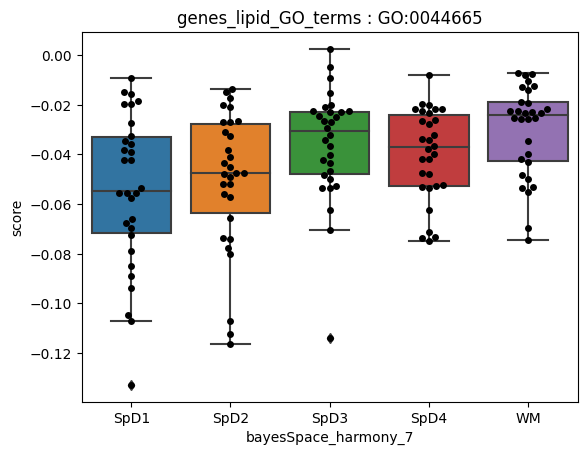 genes_lipid_GO_terms : GO:0044665
0.00
−0.02
−0.04
−0.06
−0.08
−0.10
−0.12
score
SpD1 SpD2 SpD3 SpD4 WM
bayesSpace_harmony_7